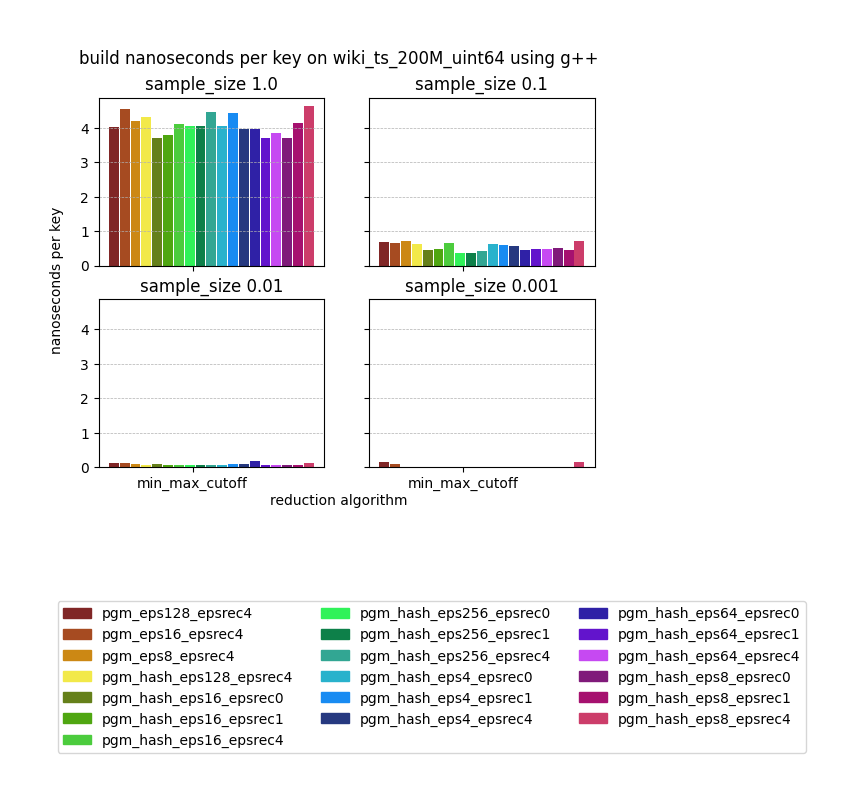 build nanoseconds per key on wiki_ts_200M_uint64 using g++
sample_size 1.0
sample_size 0.1
4
3
2
1
0
nanoseconds per key
sample_size 0.01
sample_size 0.001
4
3
2
1
0
min_max_cutoff
min_max_cutoff
reduction algorithm
pgm_eps128_epsrec4
pgm_eps16_epsrec4
pgm_eps8_epsrec4
pgm_hash_eps128_epsrec4
pgm_hash_eps16_epsrec0
pgm_hash_eps16_epsrec1
pgm_hash_eps16_epsrec4
pgm_hash_eps256_epsrec0
pgm_hash_eps256_epsrec1
pgm_hash_eps256_epsrec4
pgm_hash_eps4_epsrec0
pgm_hash_eps4_epsrec1
pgm_hash_eps4_epsrec4
pgm_hash_eps64_epsrec0
pgm_hash_eps64_epsrec1
pgm_hash_eps64_epsrec4
pgm_hash_eps8_epsrec0
pgm_hash_eps8_epsrec1
pgm_hash_eps8_epsrec4